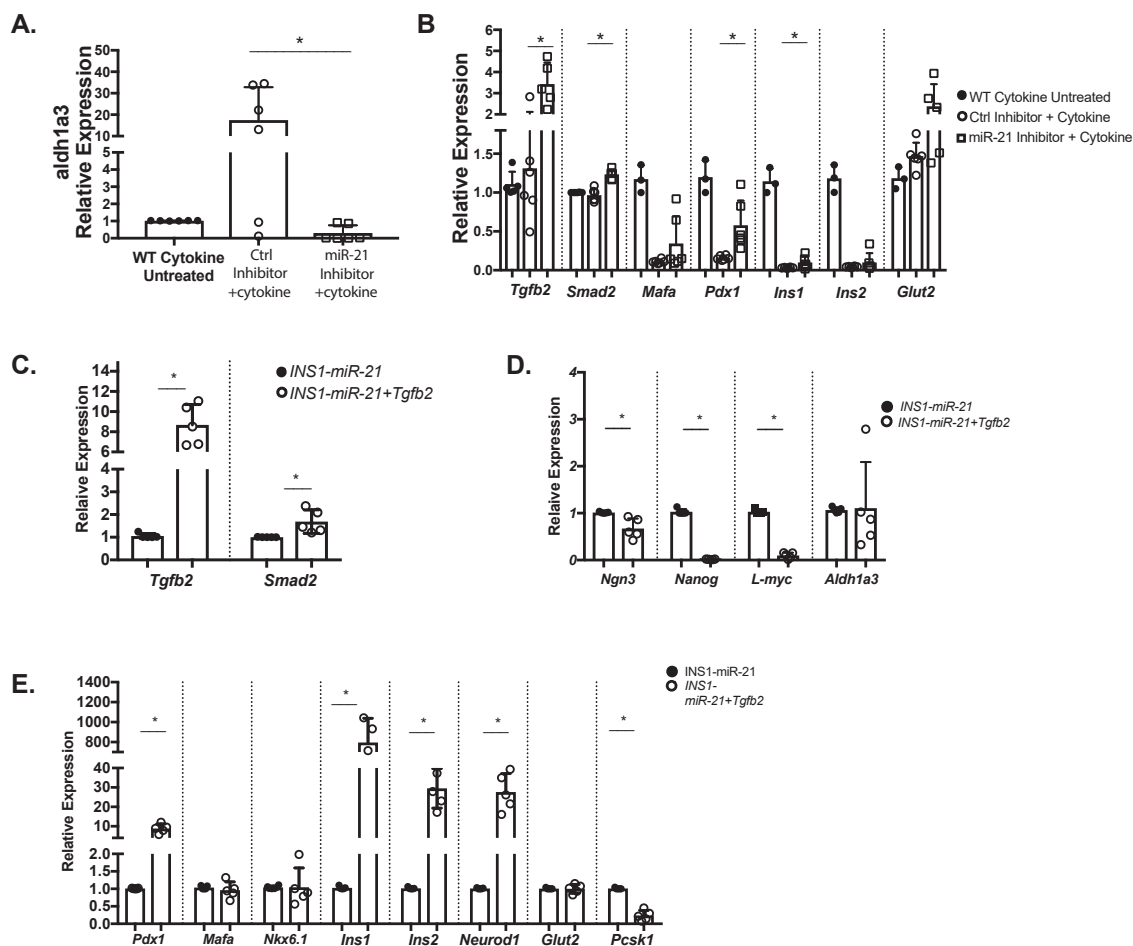 A.
aldh1a3
Relative Expression
50
40
30
20
10
4
3
2
1
0
*
WT Cytokine
Untreated
Ctrl
Inhibitor
+cytokine
miR-21
Inhibitor
+cytokine
B.
Relative Expression
6
5
4
3
2
1.5
1.0
0.5
0.0
*
*
*
*
Tgfb2
Smad2
Mafa
Pdx1
Ins1
Ins2
Glut2
WT Cytokine Untreated
Ctrl Inhibitor + Cytokine
miR-21 Inhibitor + Cytokine
C.
Relaive Expression
14
12
10
8
6
4
3
2
1
0
*
*
Tgfb2
Smad2
INS1-miR-21
INS1-miR-21+Tgfb2
D.
Relaive Expression
4
3
2
1
0
*
*
*
Ngn3
Nanog
L-myc
Aldh1a3
INS1-miR-21
INS1-miR-21+Tgfb2
E.
Relative Expression
1400
1200
1000
800
40
30
20
10
2.0
1.5
1.0
0.5
0.0
*
*
*
*
*
Pdx1
Mafa
Nkx6.1
Ins1
Ins2
Neurod1
Glut2
Pcsk1
INS1-miR-21
INS1-
miR-21+Tgfb2